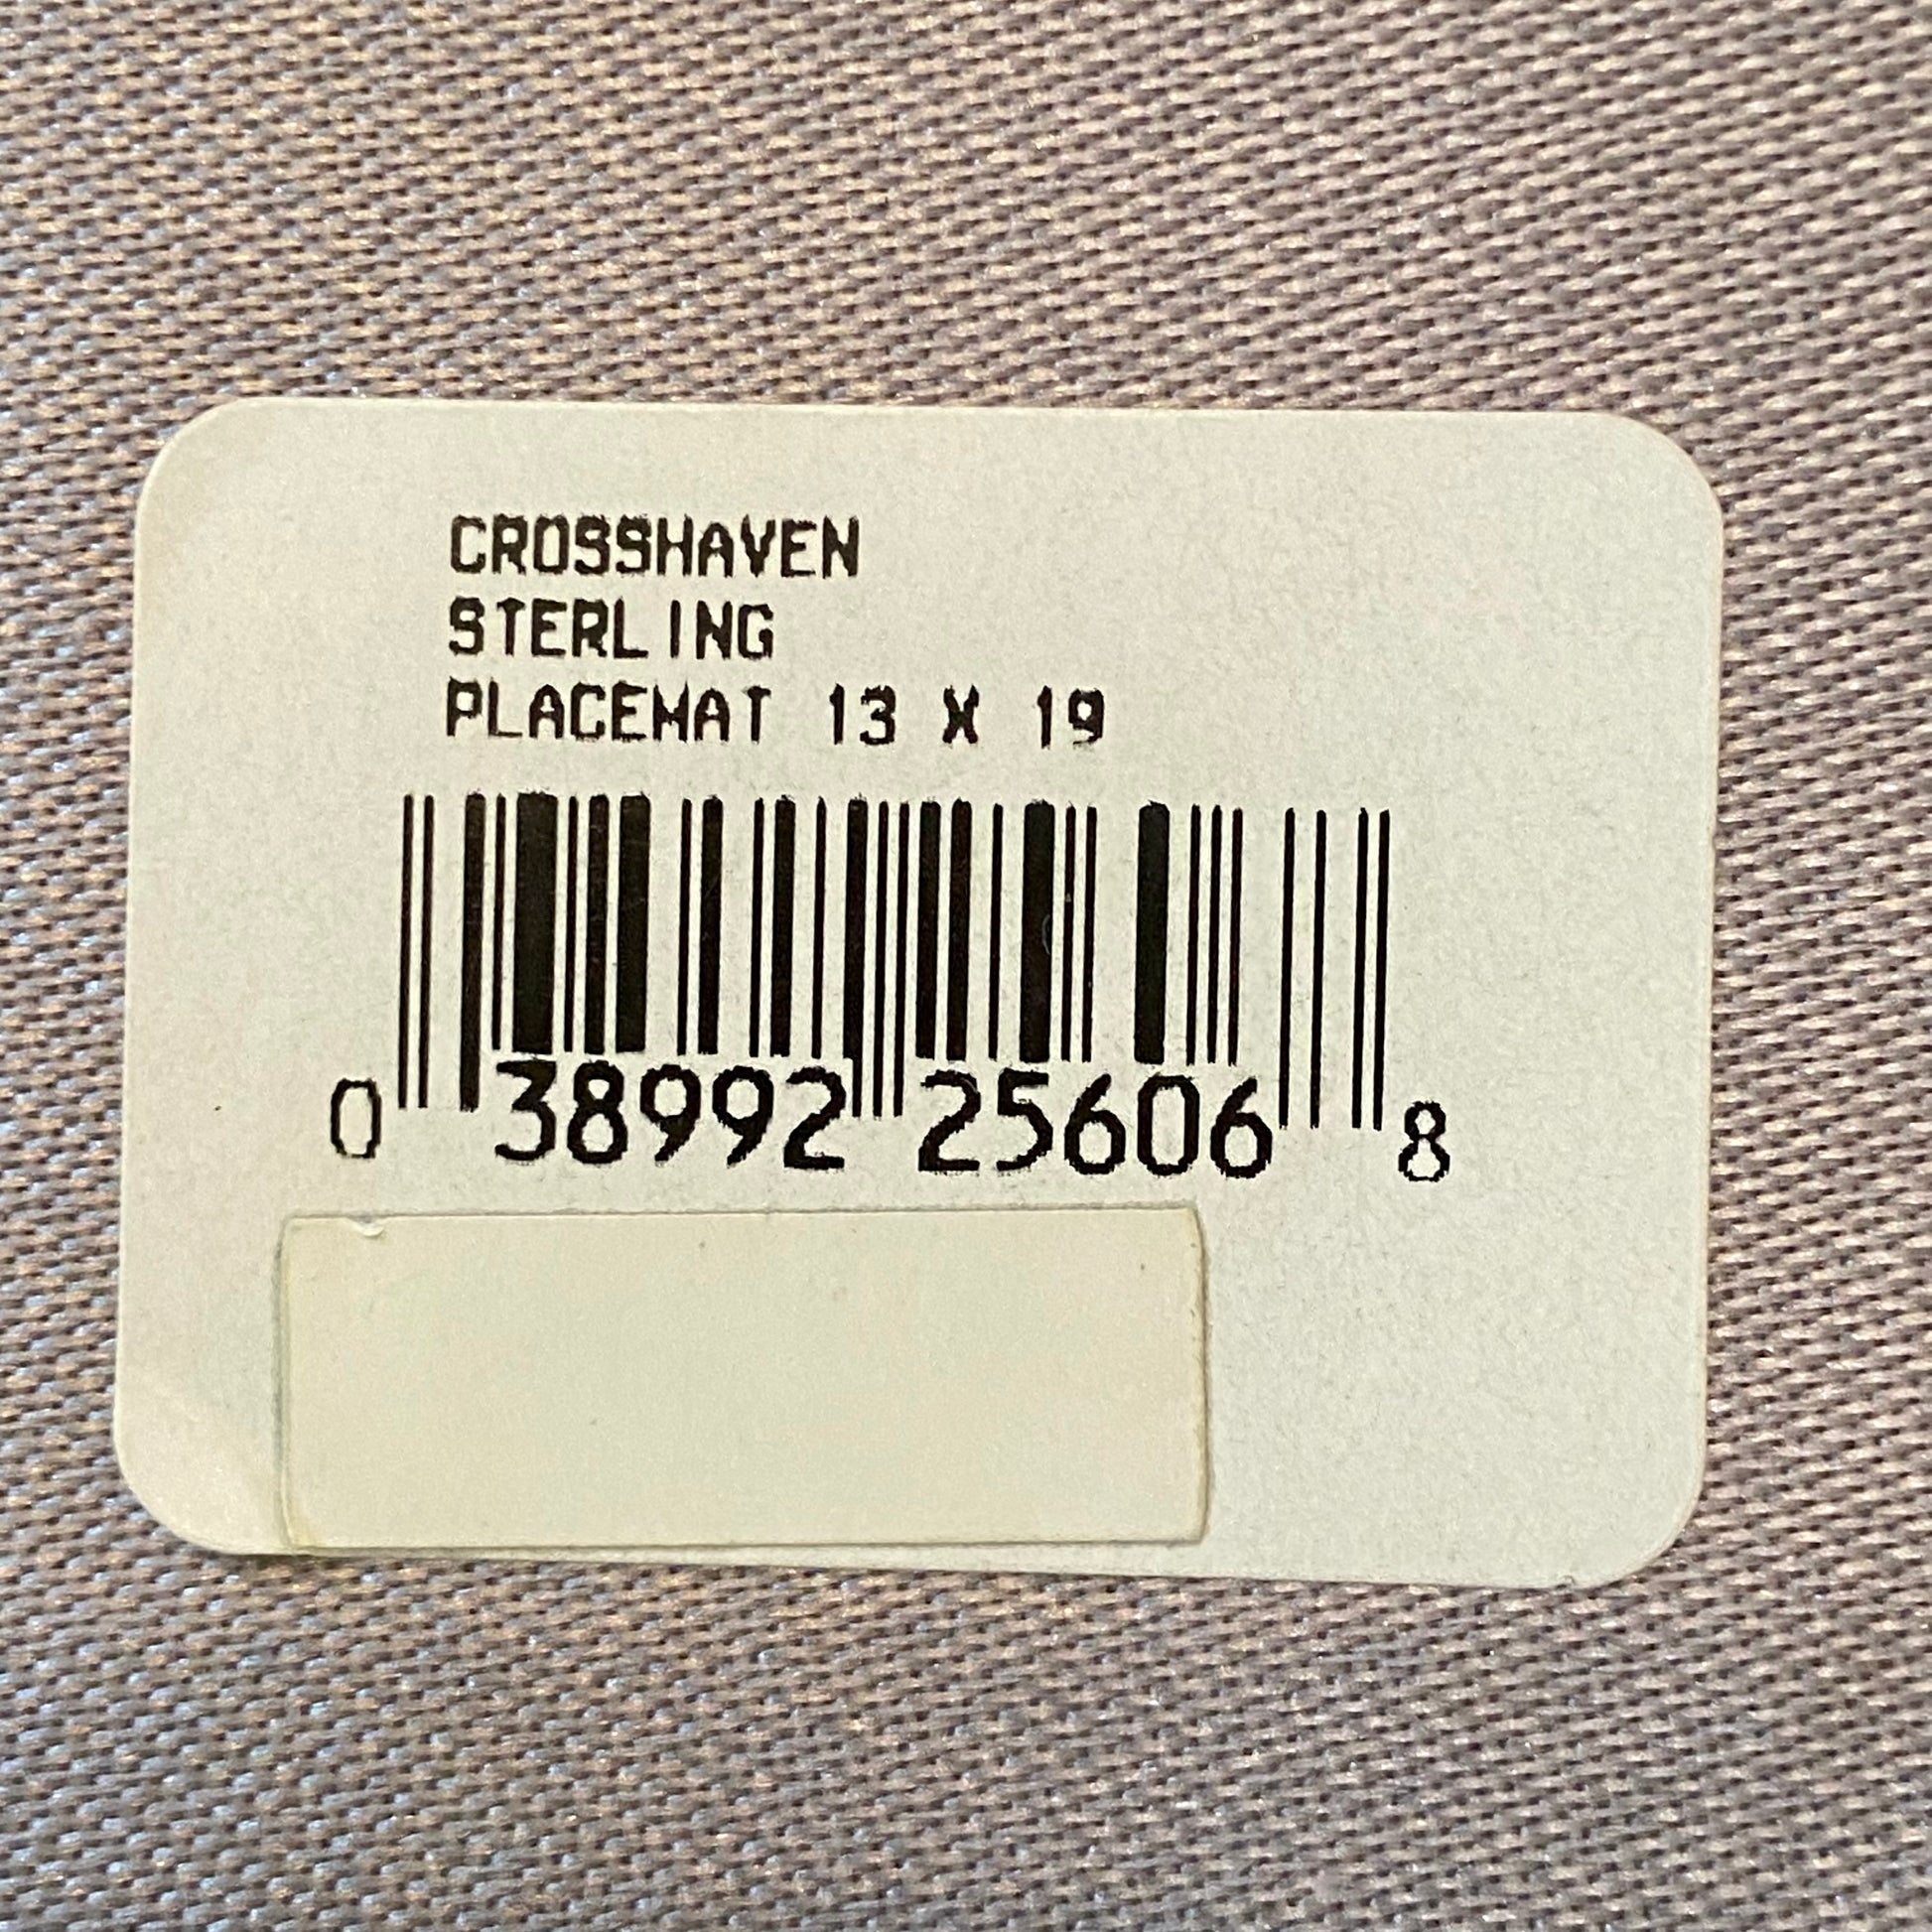 CROSSHAVEN
STERLING
PLACEMAT 13 X 19
0 38992 25606 8